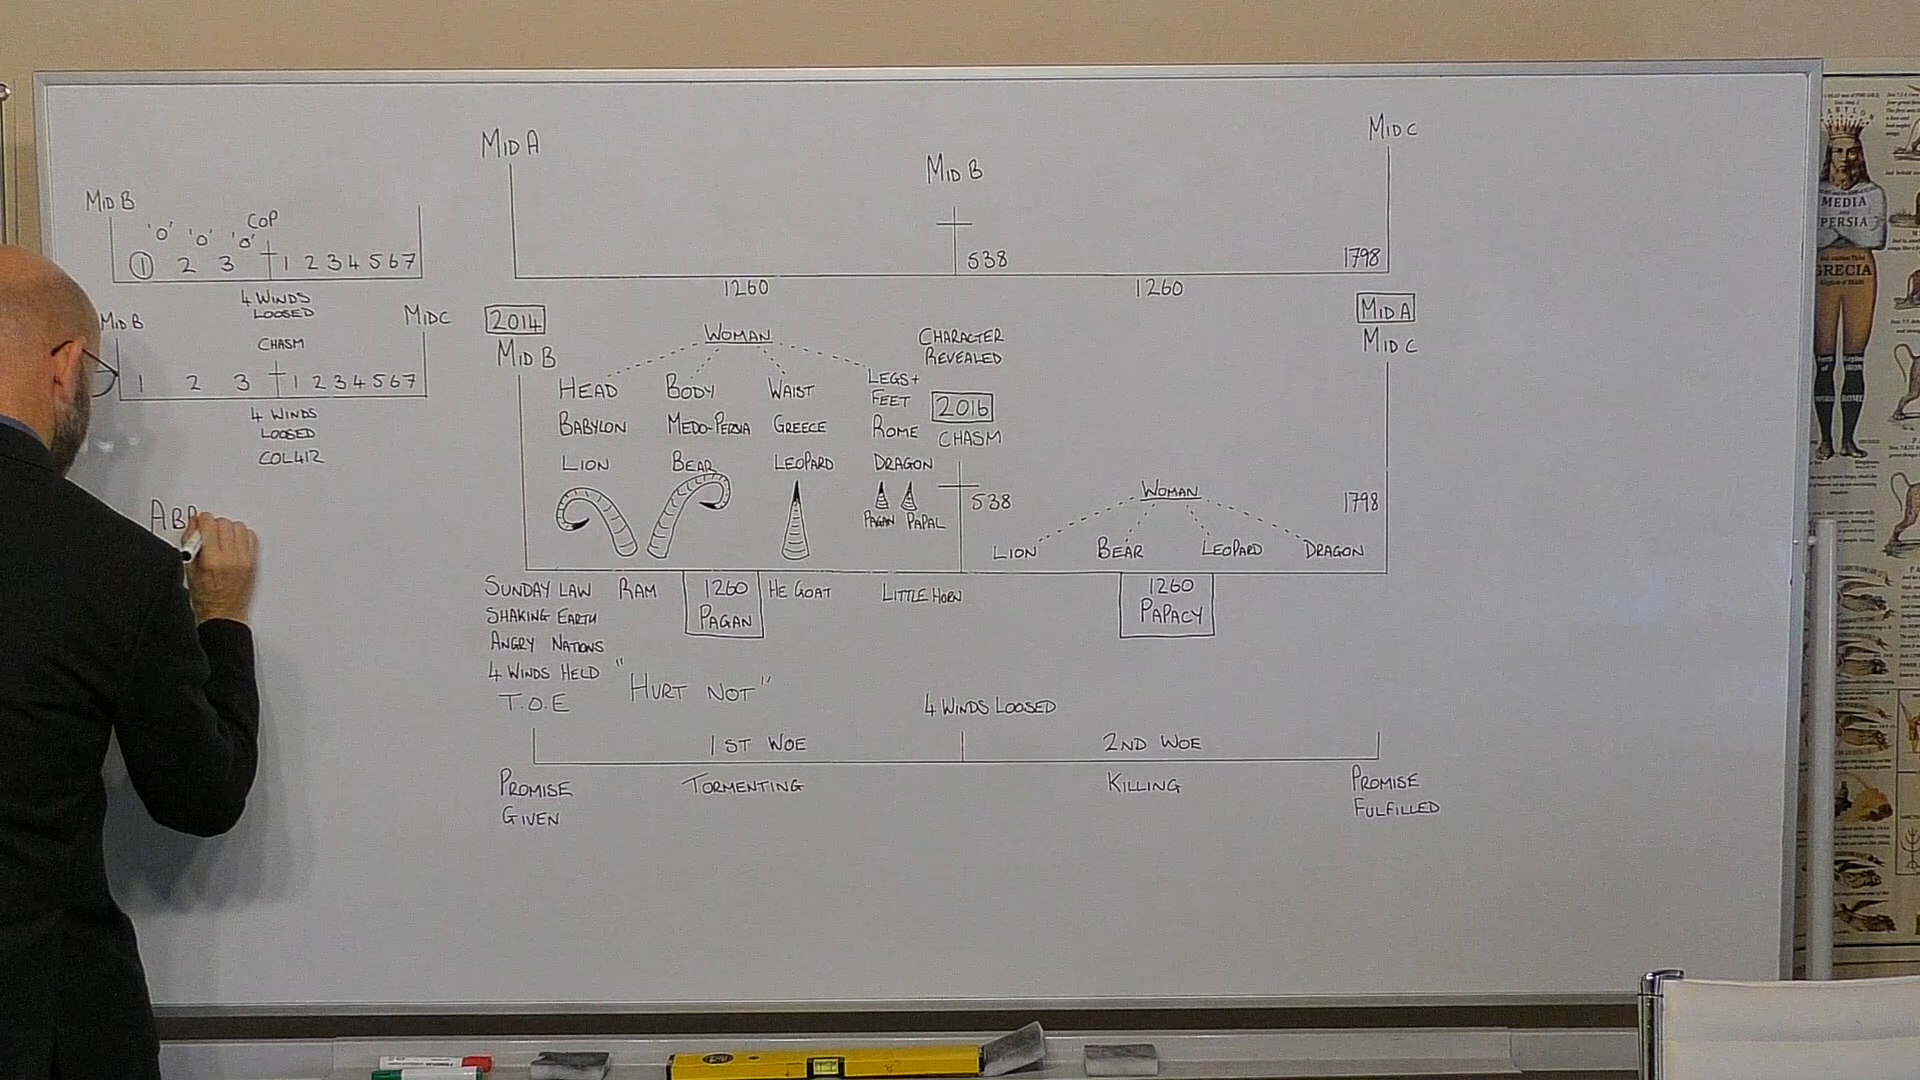 MID B
'0' '0' '0' COP
1 2 3 1 2 3 4 5 6 7
4 WINDS
LOOSED
MID B MID C
CHASM
1 2 3 1 2 3 4 5 6 7
4 WINDS
LOOSED
COL412
MID A MID B MID C
538 1798
1260 1260
2014 MID A
MID B MID C
WOMAN
CHARACTER
REVEALED
HEAD BODY WAIST LEGS+
FEET
2016
BABYLON MEDO-PERSIA GREECE ROME
CHASM
LION BEAR LEOPARD DRAGON
PAGAN PAPAL
538 1798
WOMAN
LION BEAR LEOPARD DRAGON
SUNDAY LAW RAM 1260 HE GOAT LITTLE HORN 1260
SHAKING EARTH PAGAN PAPACY
ANGRY NATIONS
4 WINDS HELD "HURT NOT"
T.O.E
4 WINDS LOOSED
1ST WOE 2ND WOE
PROMISE TORMENTING KILLING PROMISE
GIVEN FULFILLED
MEDIA
PERSIA
GRECIA